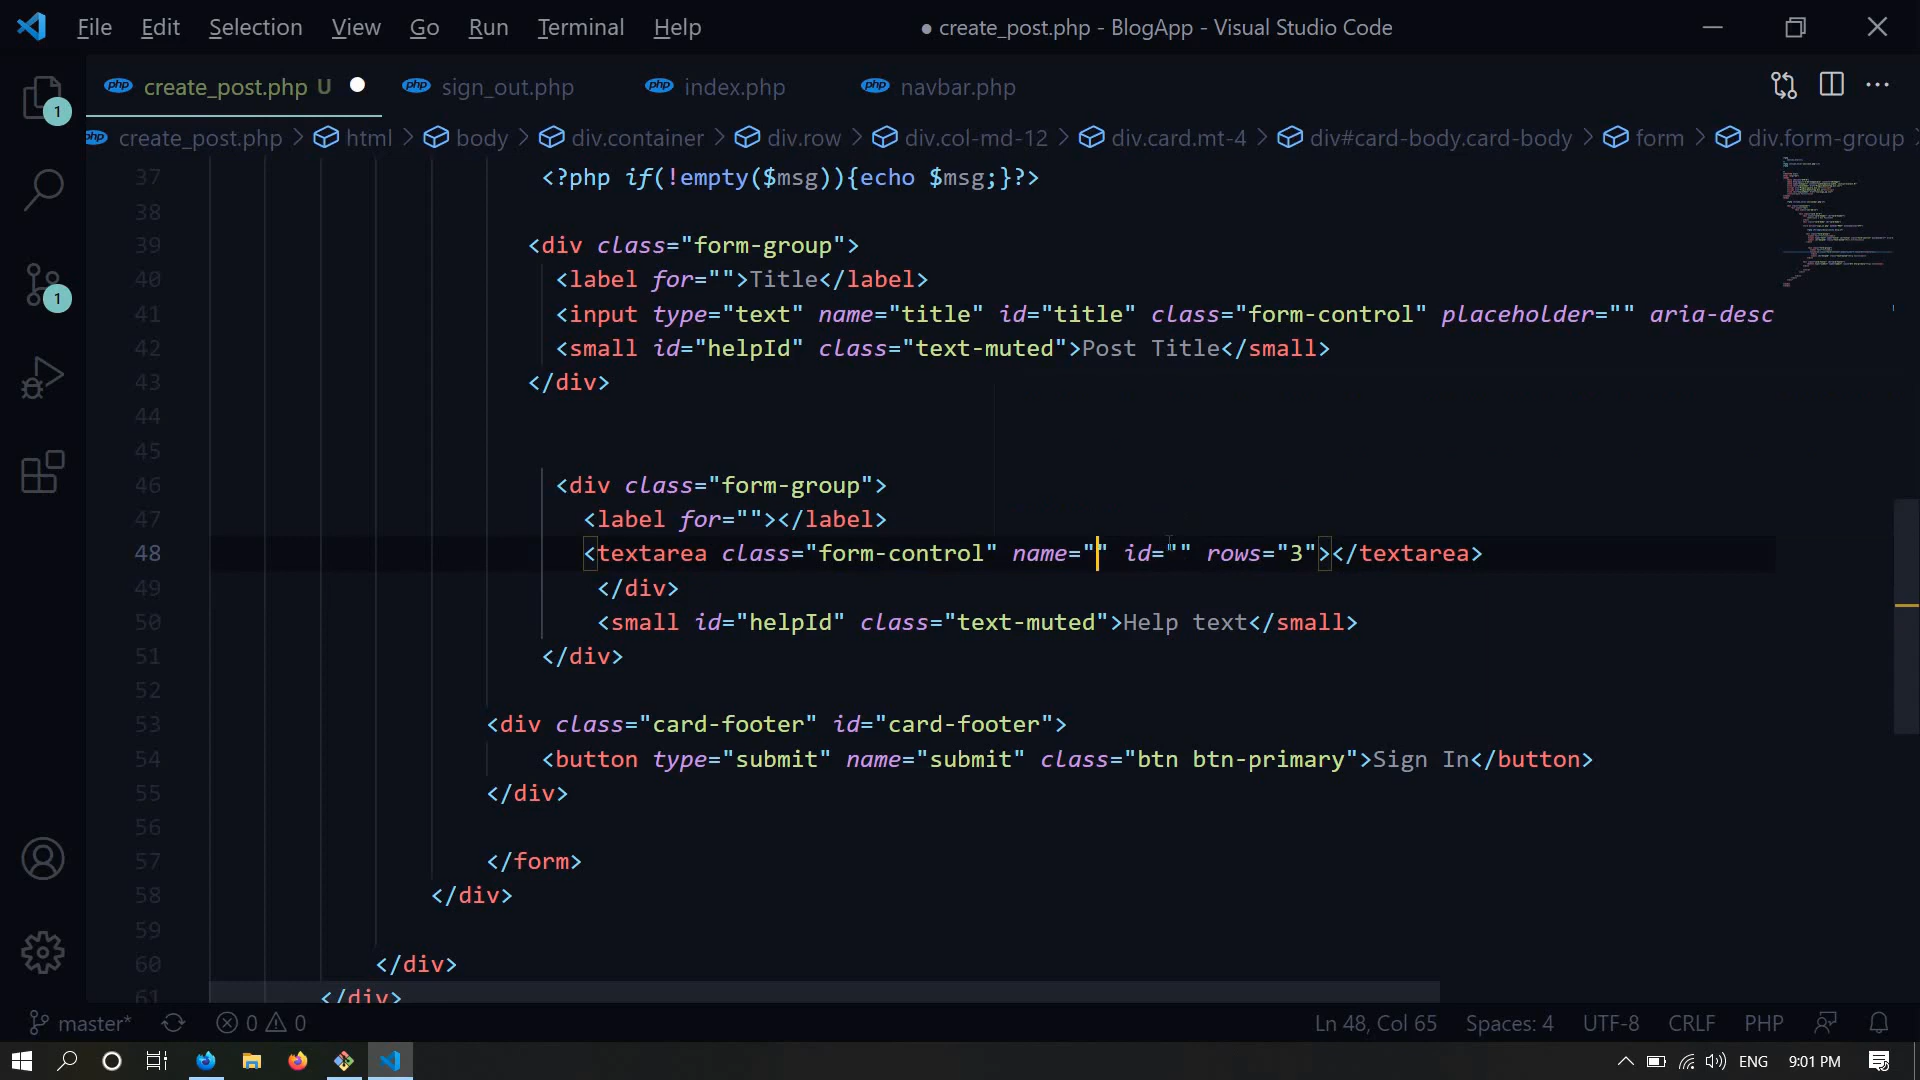 File Edit Selection View Go Run Terminal Help ● create_post.php - BlogApp - Visual Studio Code
create_post.php U ● sign_out.php index.php navbar.php
create_post.php > html > body > div.container > div.row > div.col-md-12 > div.card.mt-4 > div#card-body.card-body > form > div.form-group >
37 <?php if(!empty($msg)){echo $msg;}?>
38
39 <div class="form-group">
40 <label for="">Title</label>
41 <input type="text" name="title" id="title" class="form-control" placeholder="" aria-desc
42 <small id="helpId" class="text-muted">Post Title</small>
43 </div>
44
45
46 <div class="form-group">
47 <label for=""></label>
48 <textarea class="form-control" name="" id="" rows="3"></textarea>
49 </div>
50 <small id="helpId" class="text-muted">Help text</small>
51 </div>
52
53 <div class="card-footer" id="card-footer">
54 <button type="submit" name="submit" class="btn btn-primary">Sign In</button>
55 </div>
56
57 </form>
58 </div>
59
60 </div>
61 </div>
1
1
master* 0 0 Ln 48, Col 65 Spaces: 4 UTF-8 CRLF PHP
ENG 9:01 PM